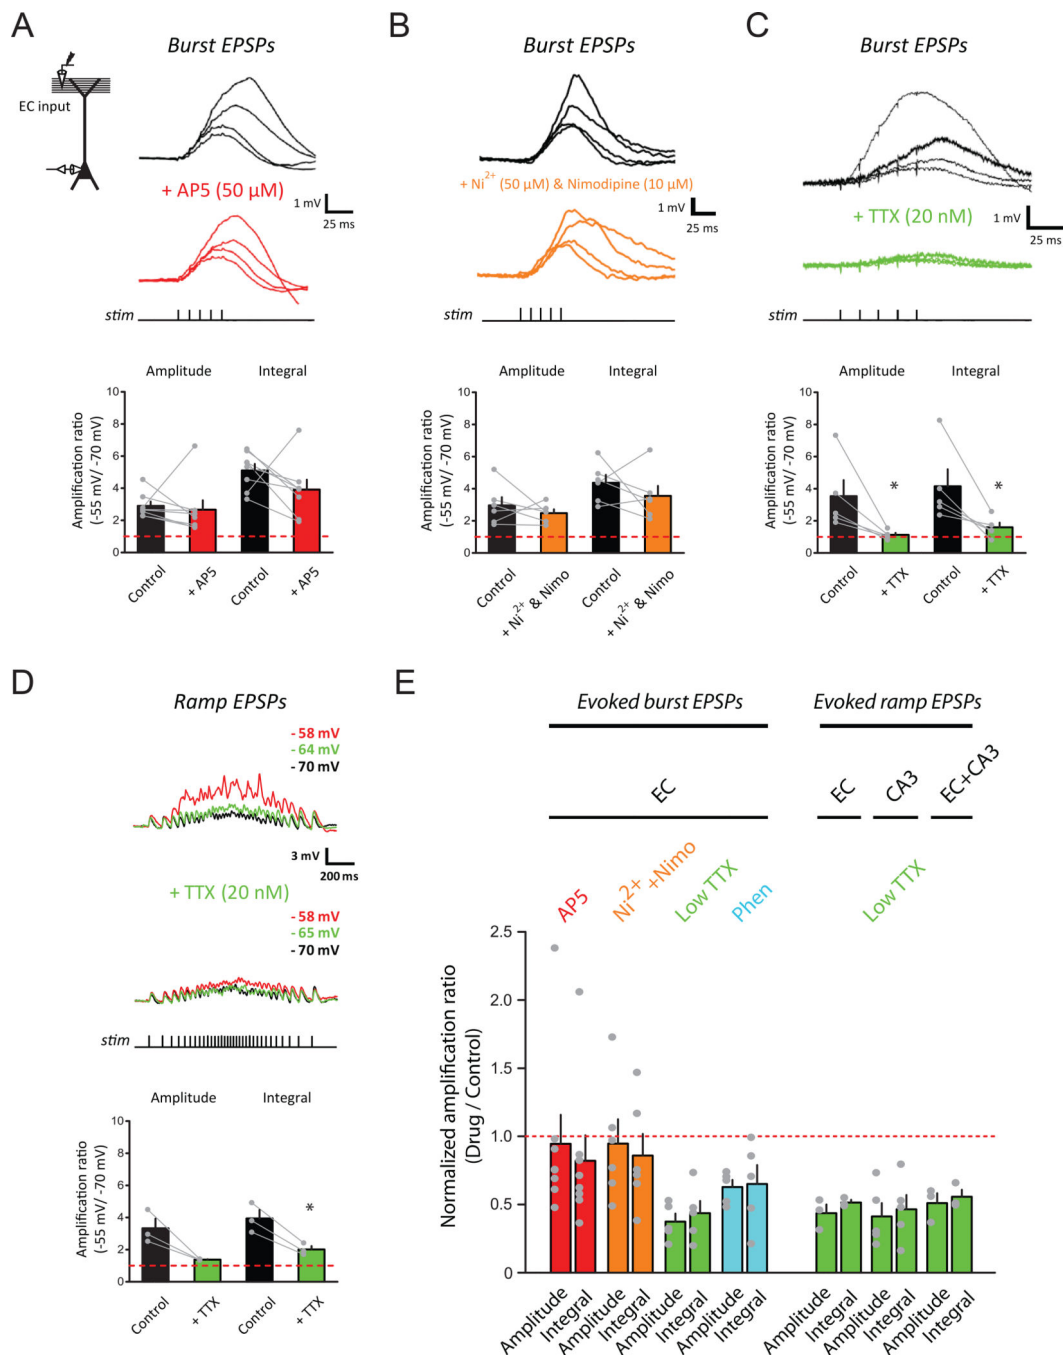 A
Burst EPSPs
EC input
+ AP5 (50 μM)
1 mV
25 ms
stim
Amplitude Integral
Amplification ratio
(-55 mV/ -70 mV)
10
8
6
4
2
0
Control
+ AP5
Control
+ AP5
B
Burst EPSPs
+ Ni2+ (50 μM) & Nimodipine (10 μM)
1 mV
25 ms
stim
Amplitude Integral
Amplification ratio
(-55 mV/ -70 mV)
10
8
6
4
2
0
Control
+ Ni2+ & Nimo
Control
+ Ni2+ & Nimo
C
Burst EPSPs
+ TTX (20 nM)
1 mV
25 ms
stim
Amplitude Integral
Amplification ratio
(-55 mV/ -70 mV)
10
8
6
4
2
0
*
*
Control
+ TTX
Control
+ TTX
D
Ramp EPSPs
- 58 mV
- 64 mV
- 70 mV
3 mV
200 ms
+ TTX (20 nM)
- 58 mV
- 65 mV
- 70 mV
stim
Amplitude Integral
Amplification ratio
(-55 mV/ -70 mV)
10
8
6
4
2
0
*
Control
+ TTX
Control
+ TTX
E
Evoked burst EPSPs Evoked ramp EPSPs
EC
EC
CA3
EC+CA3
AP5
Ni2+ +Nimo
Low TTX
Phen
Low TTX
Normalized amplification ratio
(Drug / Control)
2.5
2.0
1.5
1.0
0.5
0
Amplitude
Integral
Amplitude
Integral
Amplitude
Integral
Amplitude
Integral
Amplitude
Integral
Amplitude
Integral
Amplitude
Integral